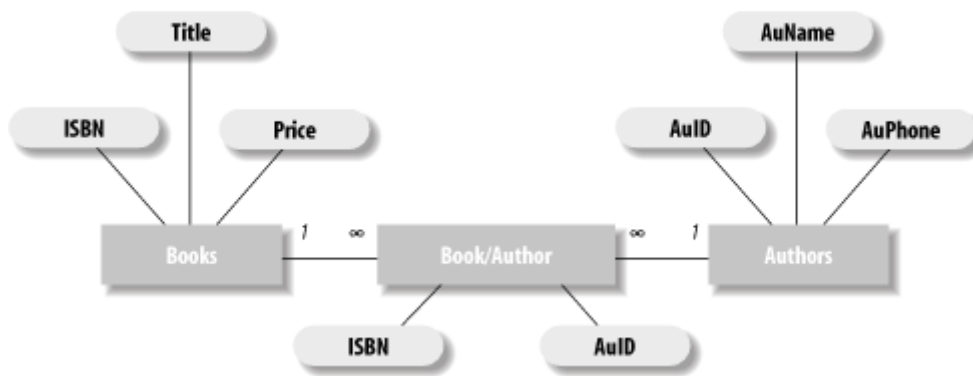 Title
AuName
ISBN
Price
AuID
AuPhone
1 ∞
∞ 1
Books
Book/Author
Authors
ISBN
AuID